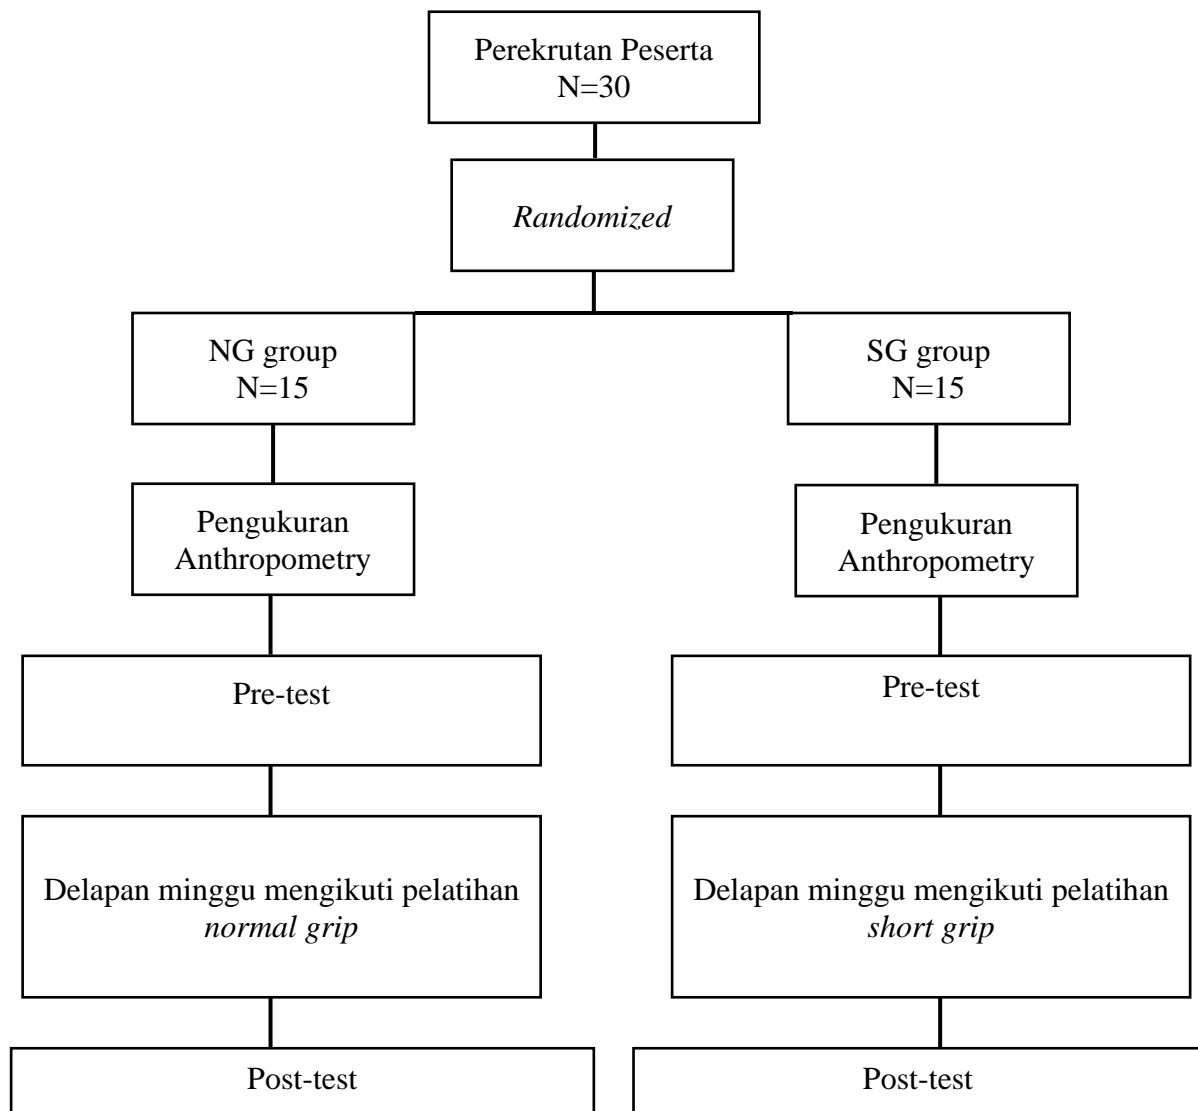 Perekrutan Peserta
N=30
Randomized
NG group
N=15
SG group
N=15
Pengukuran
Anthropometry
Pengukuran
Anthropometry
Pre-test
Pre-test
Delapan minggu mengikuti pelatihan
normal grip
Delapan minggu mengikuti pelatihan
short grip
Post-test
Post-test